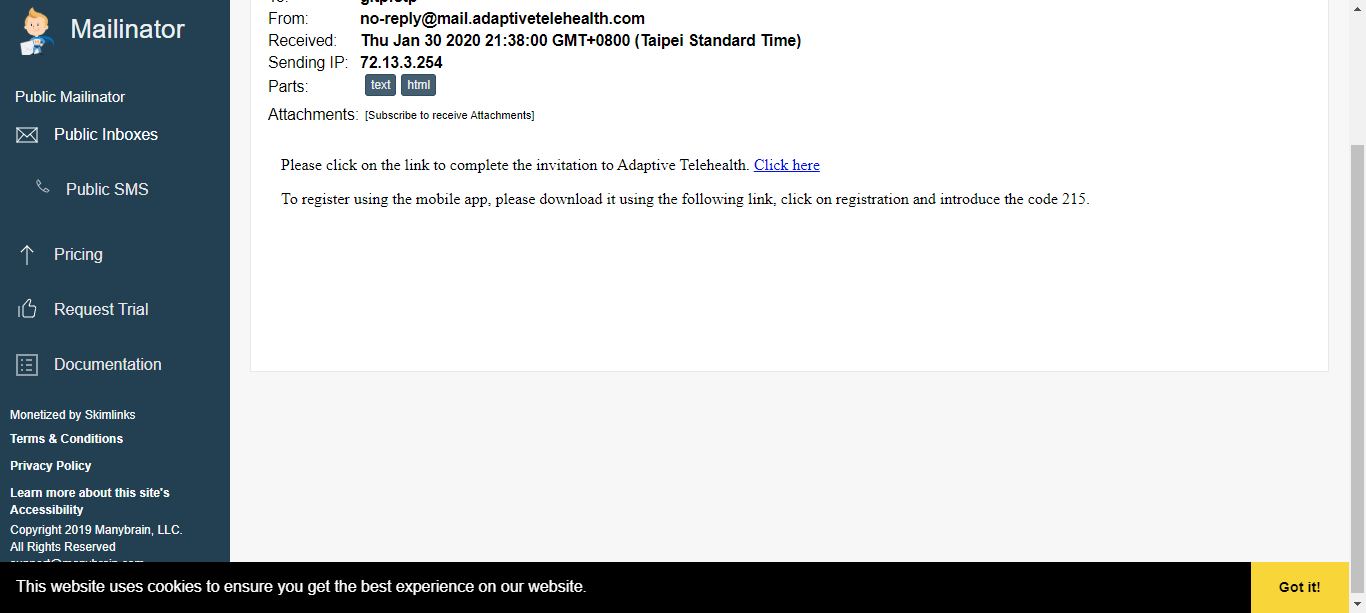 Mailinator
Public Mailinator
Public Inboxes
Public SMS
Pricing
Request Trial
Documentation
Monetized by Skimlinks
Terms & Conditions
Privacy Policy
Learn more about this site's
Accessibility
Copyright 2019 Manybrain, LLC.
All Rights Reserved
From: no-reply@mail.adaptivetelehealth.com
Received: Thu Jan 30 2020 21:38:00 GMT+0800 (Taipei Standard Time)
Sending IP: 72.13.3.254
Parts: text html
Attachments: [Subscribe to receive Attachments]
Please click on the link to complete the invitation to Adaptive Telehealth. Click here
To register using the mobile app, please download it using the following link, click on registration and introduce the code 215.
This website uses cookies to ensure you get the best experience on our website.
Got it!